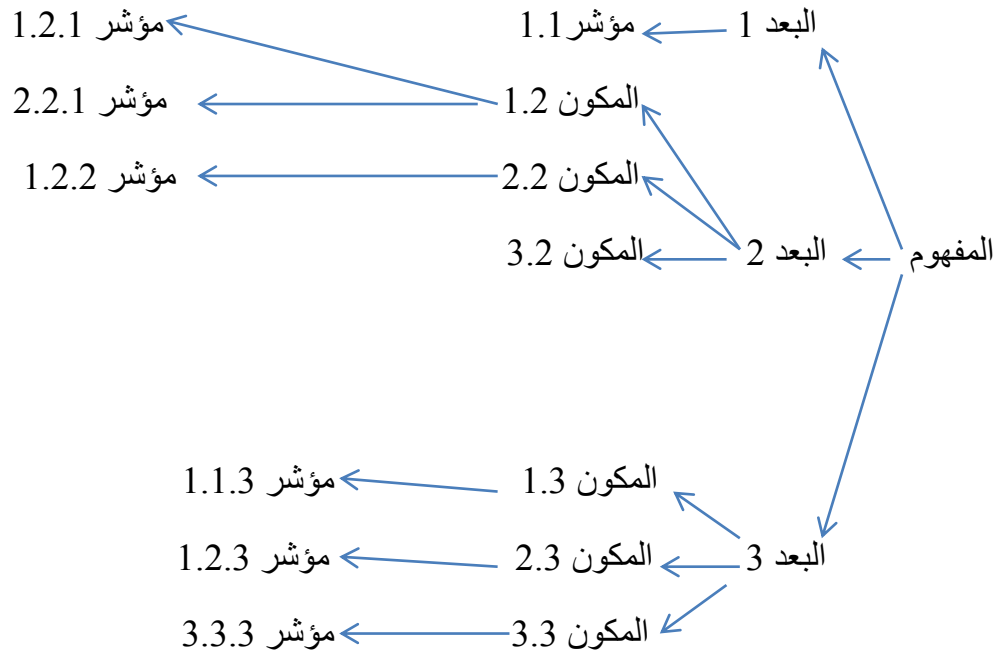 البعد 1 مؤشر1.1 مؤشر 1.2.1
المكون 1.2 مؤشر 2.2.1
المكون 2.2 مؤشر 1.2.2
المفهوم البعد 2 المكون 3.2
المكون 1.3 مؤشر 1.1.3
البعد 3 المكون 2.3 مؤشر 1.2.3
المكون 3.3 مؤشر 3.3.3